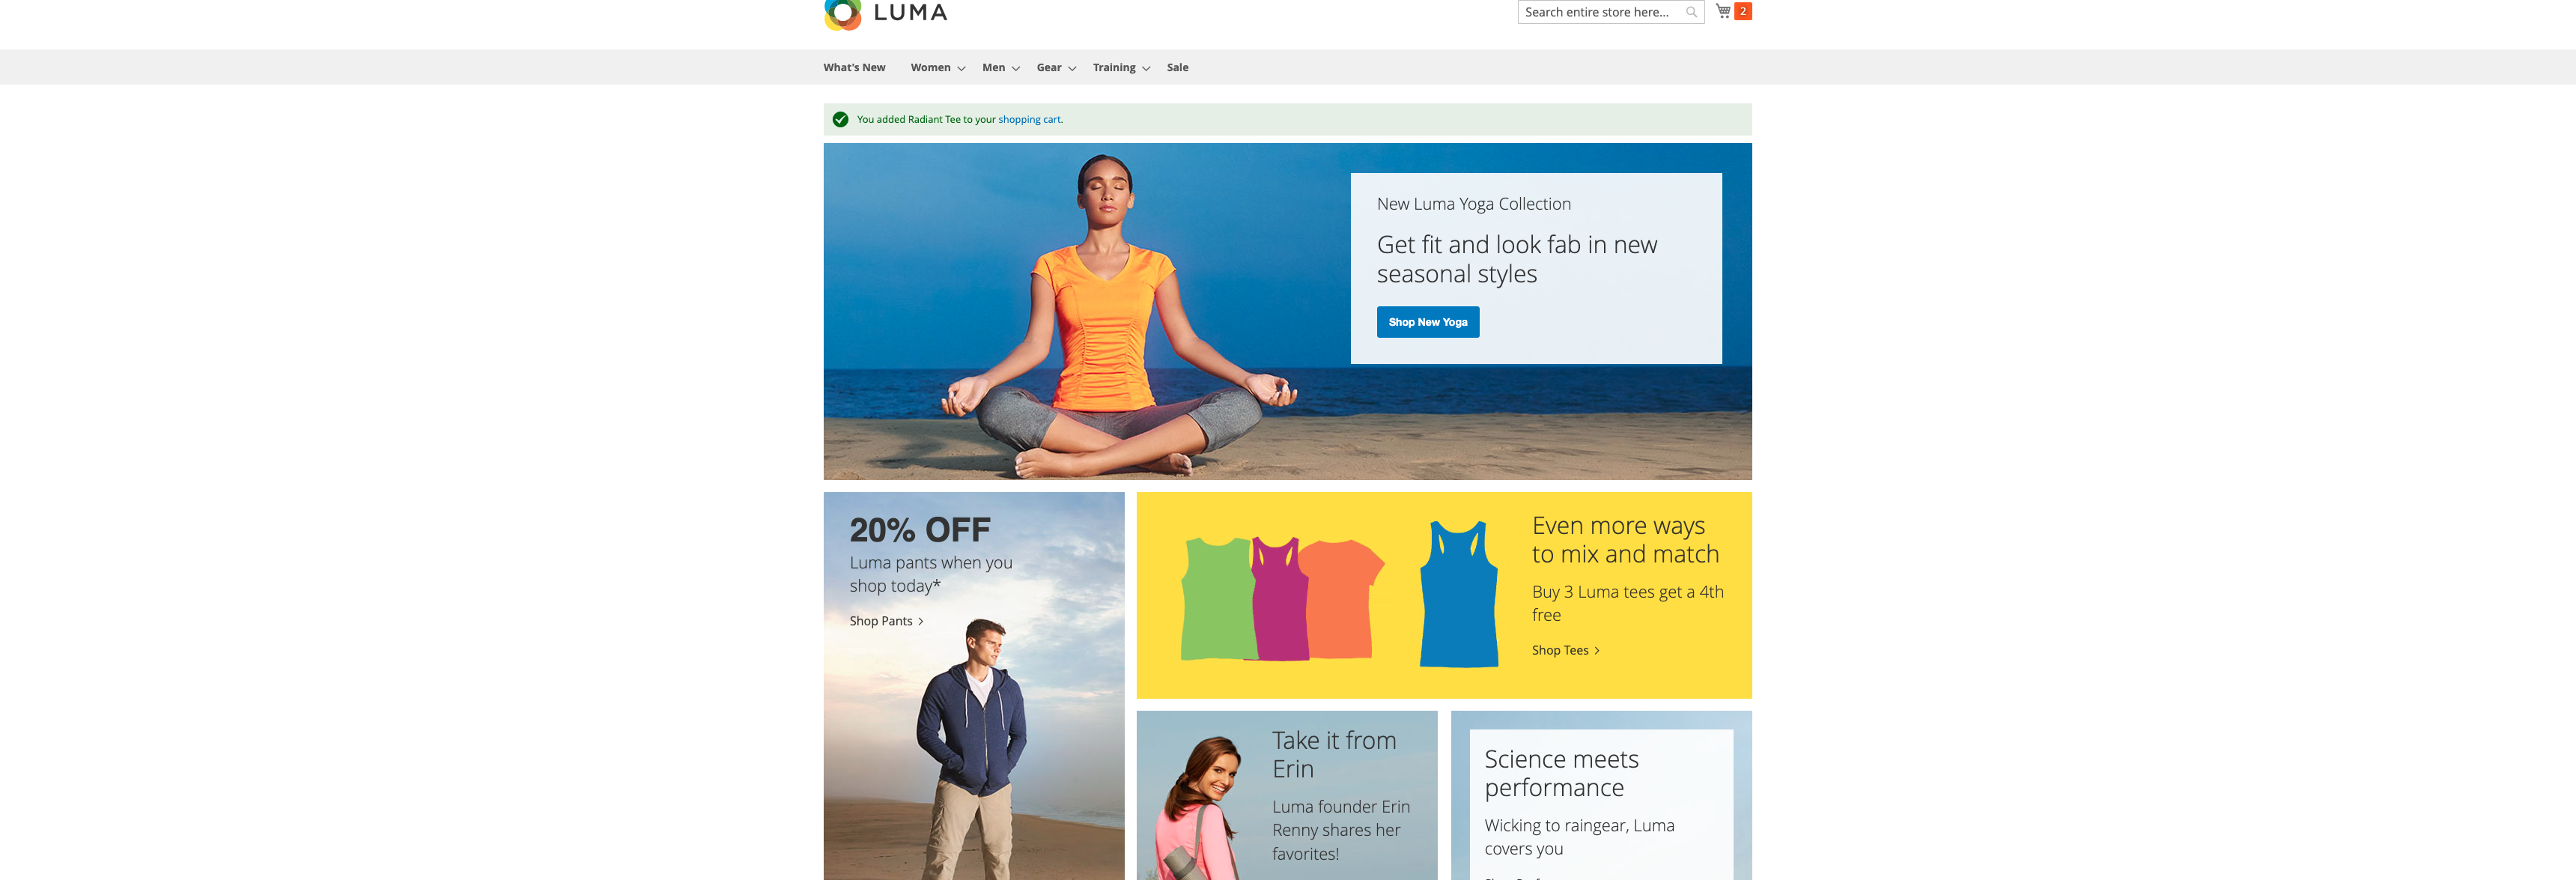 LUMA
Search entire store here...
2
What's New
Women
Men
Gear
Training
Sale
You added Radiant Tee to your shopping cart.
New Luma Yoga Collection
Get fit and look fab in new
seasonal styles
Shop New Yoga
20% OFF
Luma pants when you
shop today*
Shop Pants
Even more ways
to mix and match
Buy 3 Luma tees get a 4th
free
Shop Tees
Take it from
Erin
Luma founder Erin
Renny shares her
favorites!
Science meets
performance
Wicking to raingear, Luma
covers you